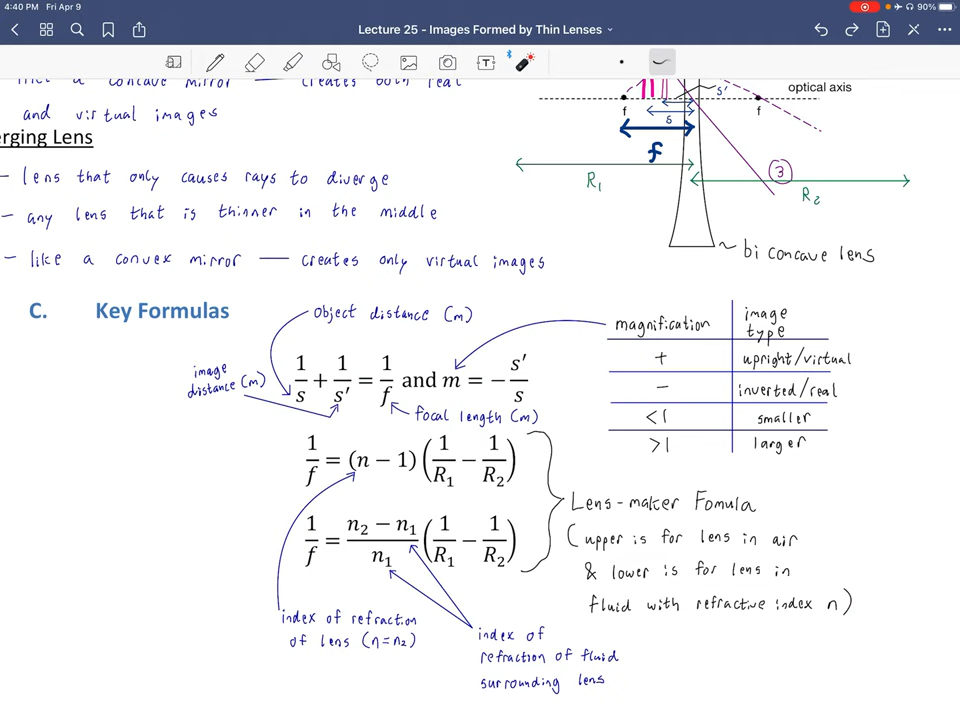 4:40 PM Fri Apr 9
90%
Lecture 25 - Images Formed by Thin Lenses
a concave mirror — creates both real
and virtual images
erging Lens
- lens that only causes rays to diverge
- any lens that is thinner in the middle
- like a convex mirror — creates only virtual images
s'
optical axis
f
f
s
f
R₁
R₂
3
bi concave lens
C. Key Formulas
object distance (m)
image
distance (m)
1/s + 1/s' = 1/f and m = - s'/s
focal length (m)
magnification | image type
+ | upright/virtual
- | inverted/real
<1 | smaller
>1 | larger
1/f = (n - 1) (1/R₁ - 1/R₂)
1/f = (n₂ - n₁)/n₁ (1/R₁ - 1/R₂)
Lens-maker Fomula
(upper is for lens in air
& lower is for lens in
fluid with refractive index n)
index of refraction
of lens (n=n₂)
index of
refraction of fluid
surrounding lens